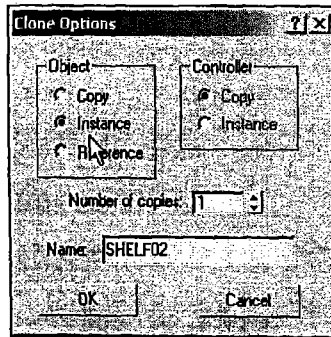 Clone Options
Object
Copy
Instance
Reference
Controller
Copy
Instance
Number of copies: 1
Name: SHELF02
OK
Cancel